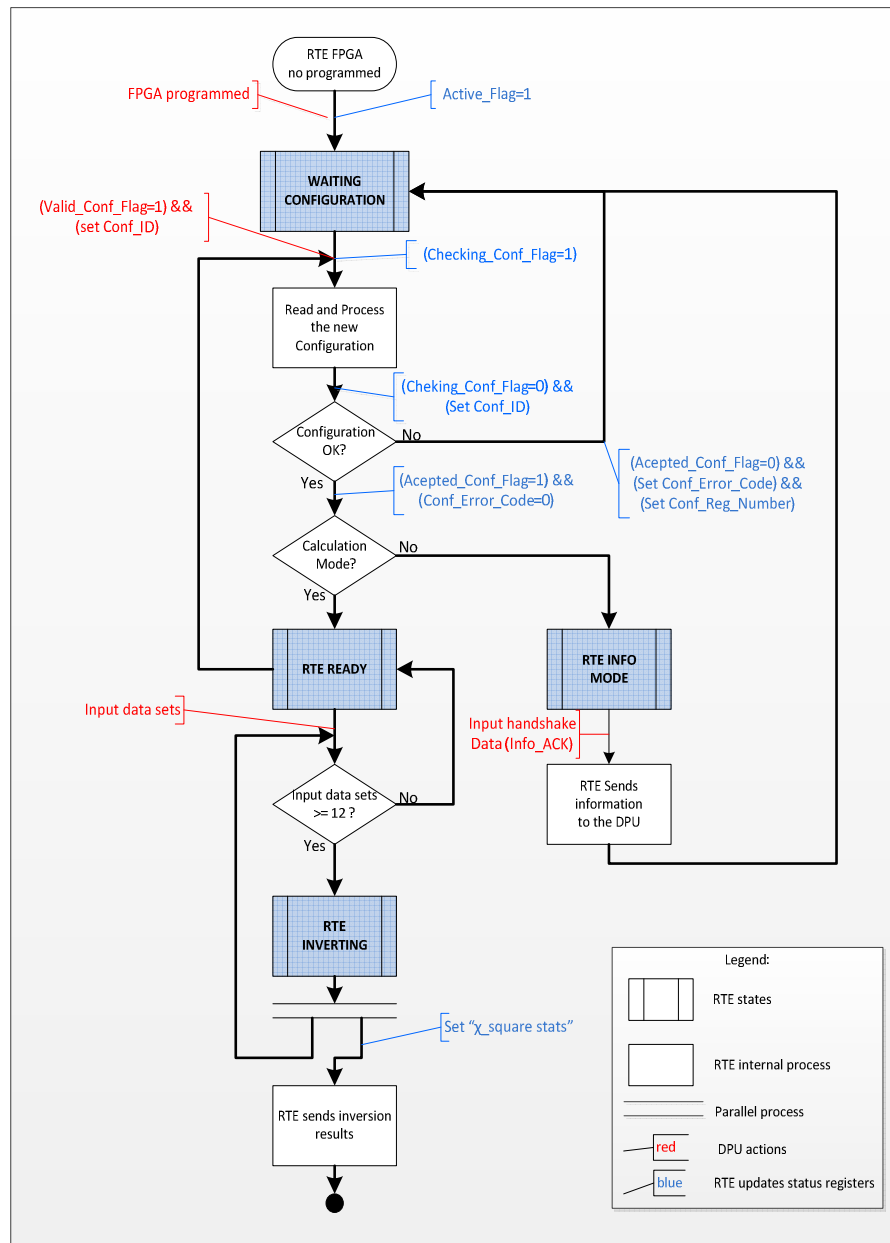 RTE FPGA
no programmed
FPGA programmed
Active_Flag=1
WAITING
CONFIGURATION
(Valid_Conf_Flag=1) &&
(set Conf_ID)
(Checking_Conf_Flag=1)
Read and Process
the new
Configuration
(Cheking_Conf_Flag=0) &&
(Set Conf_ID)
Configuration
OK?
No
Yes
(Acepted_Conf_Flag=0) &&
(Set Conf_Error_Code) &&
(Set Conf_Reg_Number)
(Acepted_Conf_Flag=1) &&
(Conf_Error_Code=0)
Calculation
Mode?
No
Yes
RTE READY
RTE INFO
MODE
Input data sets
Input handshake
Data (Info_ACK)
Input data sets
>= 12 ?
No
Yes
RTE Sends
information
to the DPU
RTE
INVERTING
Set “χ_square stats”
RTE sends inversion
results
Legend:
RTE states
RTE internal process
Parallel process
red
DPU actions
blue
RTE updates status registers